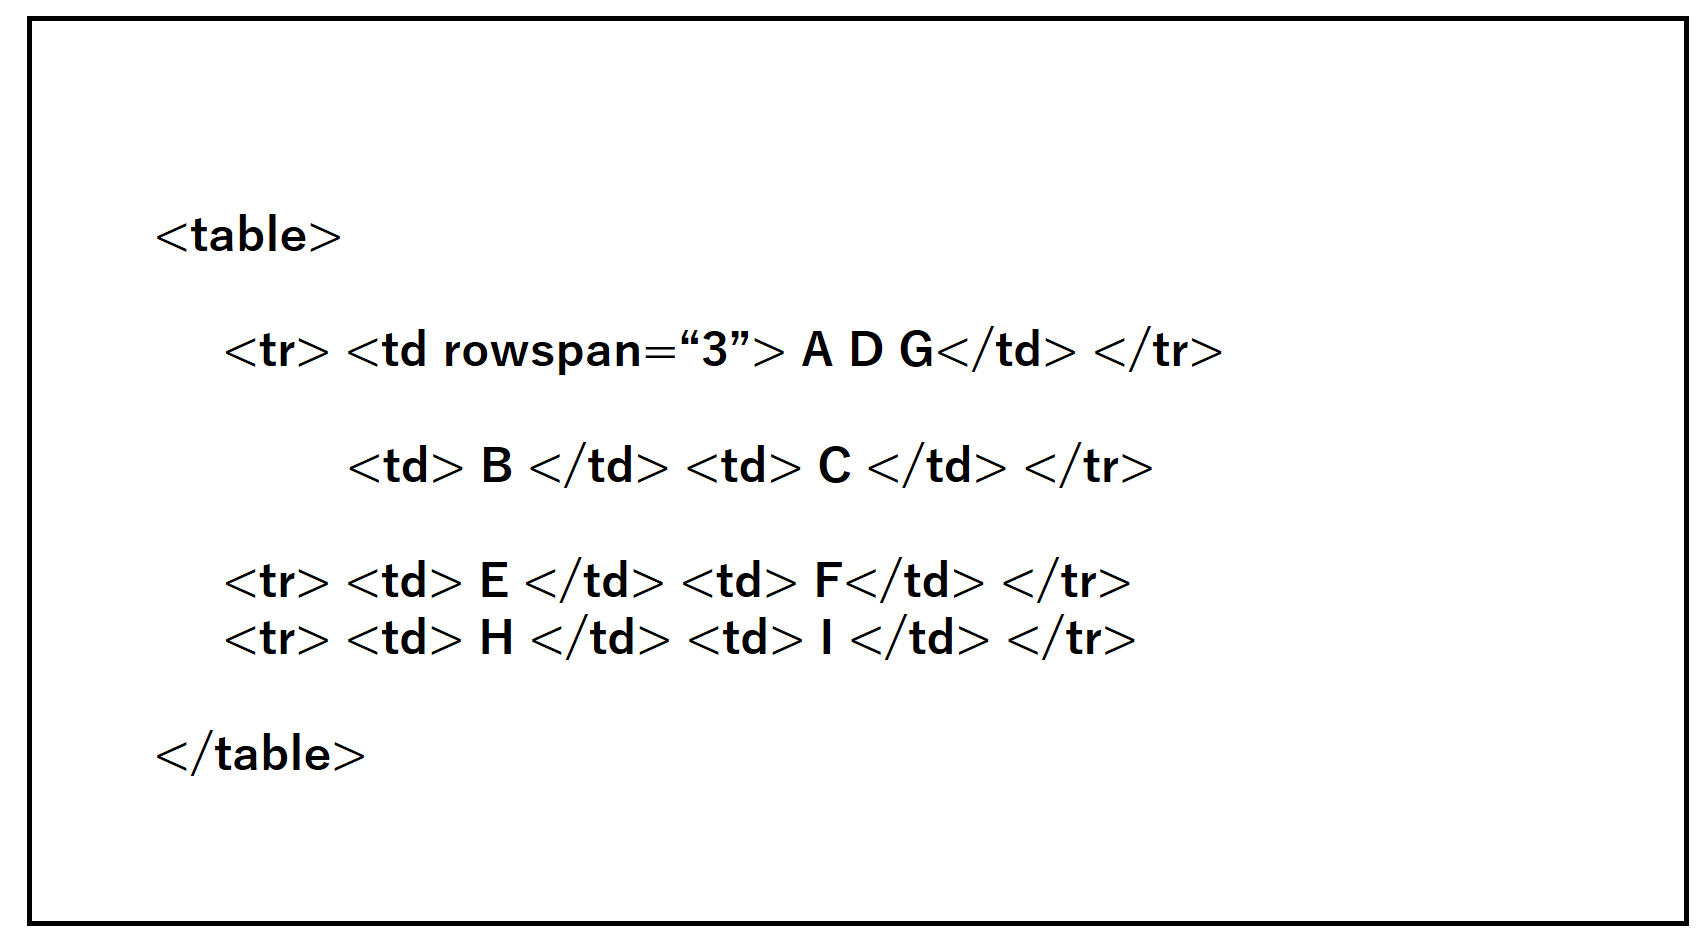 <table>
<tr> <td rowspan=“3”> A D G</td> </tr>
<td> B </td> <td> C </td> </tr>
<tr> <td> E </td> <td> F</td> </tr>
<tr> <td> H </td> <td> I </td> </tr>
</table>